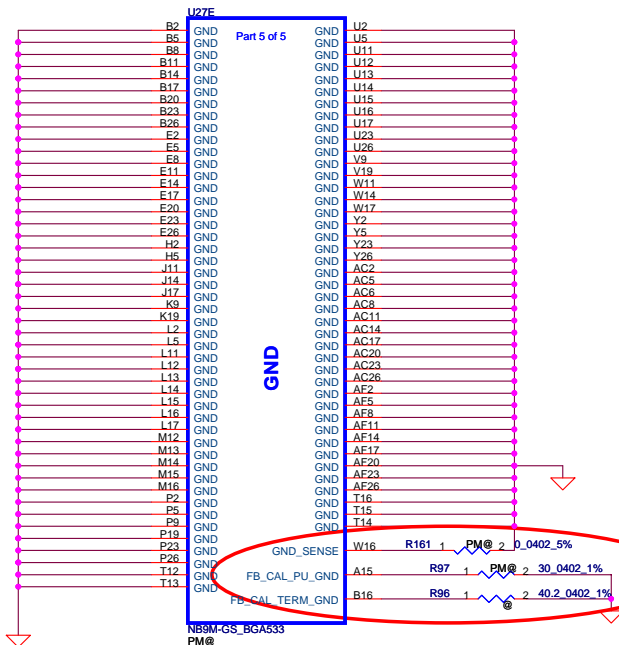 U27E
B2 GND Part 5 of 5 GND U2
B5 GND GND U5
B8 GND GND U11
B11 GND GND U12
B14 GND GND U13
B17 GND GND U14
B20 GND GND U15
B23 GND GND U16
B26 GND GND U17
E2 GND GND U23
E5 GND GND U26
E8 GND GND V9
E11 GND GND V19
E14 GND GND W11
E17 GND GND W14
E20 GND GND W17
E23 GND GND Y2
E26 GND GND Y5
H2 GND GND Y23
H5 GND GND Y26
J11 GND GND AC2
J14 GND GND AC5
J17 GND GND AC6
K9 GND GND AC8
K19 GND GND AC11
L2 GND GND AC14
L5 GND GND AC17
L11 GND GND AC20
L12 GND GND AC23
L13 GND GND AC26
GND
L14 GND GND AF2
L15 GND GND AF5
L16 GND GND AF8
L17 GND GND AF11
M12 GND GND AF14
M13 GND GND AF17
M14 GND GND AF20
M15 GND GND AF23
M16 GND GND AF26
P2 GND GND T16
P5 GND GND T15
P9 GND GND T14
P19 GND
P23 GND GND_SENSE W16 R161 1 PM@ 2 0_0402_5%
P26 GND
T12 GND FB_CAL_PU_GND A15 R97 1 PM@ 2 30_0402_1%
T13 GND
FB_CAL_TERM_GND B16 R96 1 @ 2 40.2_0402_1%
NB9M-GS_BGA533
PM@